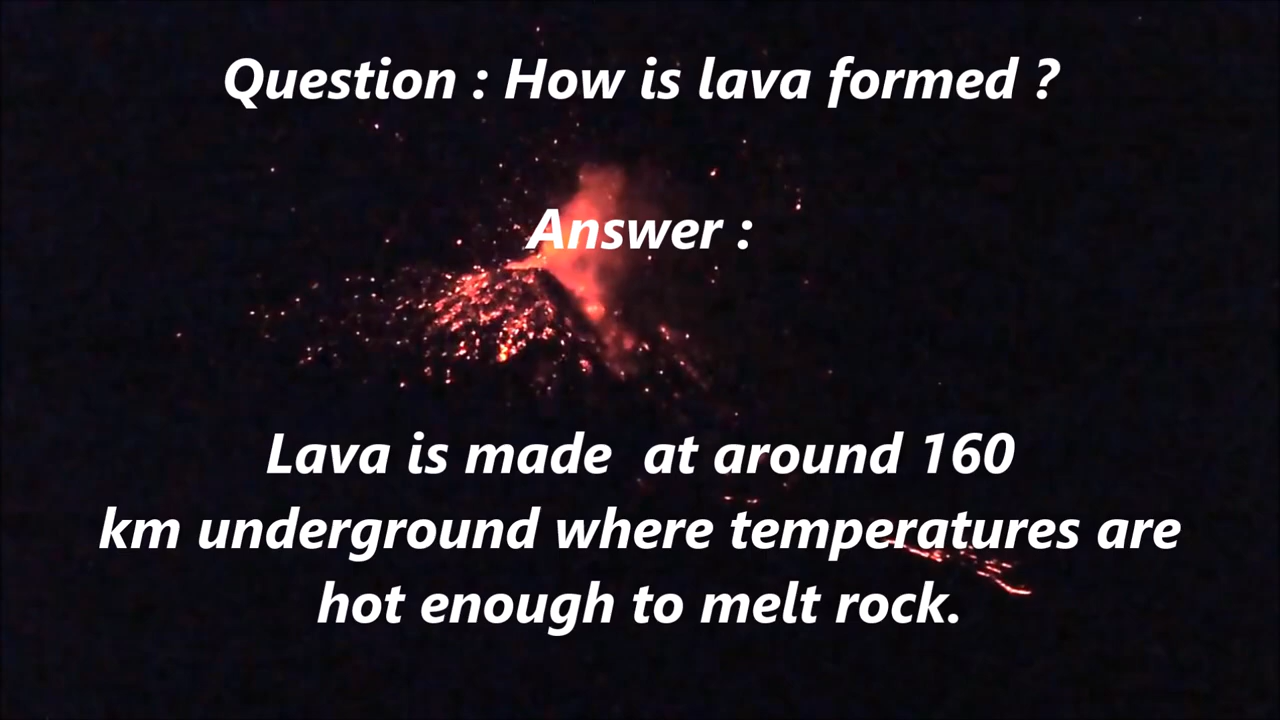 Question : How is lava formed ?
Answer :
Lava is made  at around 160
km underground where temperatures are
hot enough to melt rock.